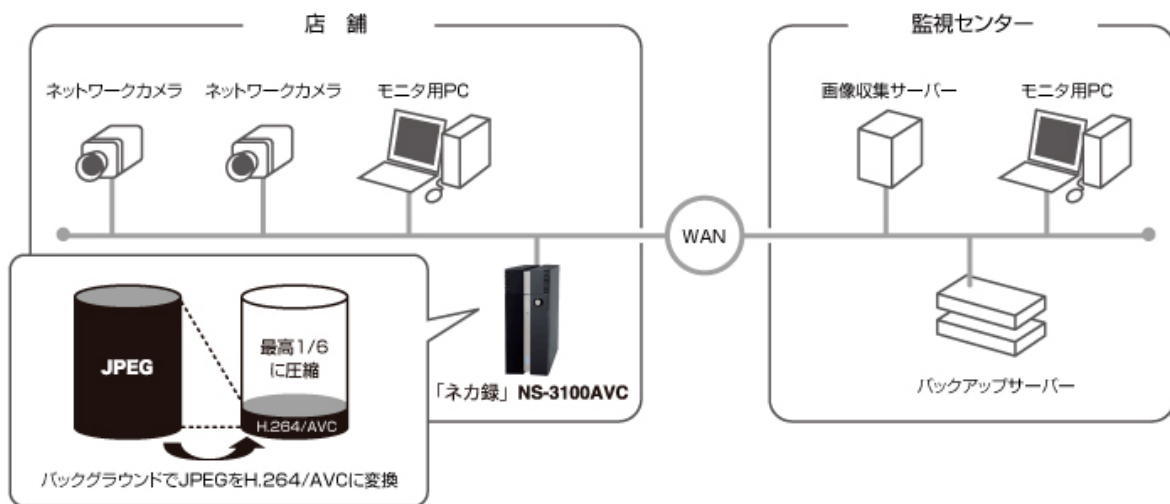 店 舗
監視センター
ネットワークカメラ
ネットワークカメラ
モニタ用PC
画像収集サーバー
モニタ用PC
WAN
JPEG
最高1/6
に圧縮
H.264/AVC
バックグラウンドでJPEGをH.264/AVCに変換
「ネカ録」NS-3100AVC
バックアップサーバー